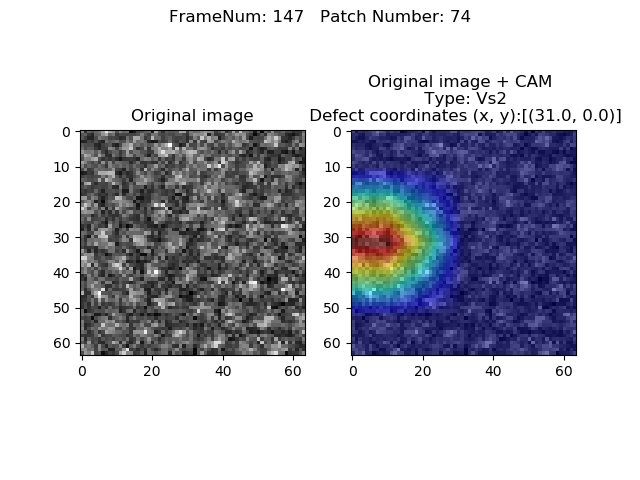 FrameNum: 147   Patch Number: 74
Original image
Original image + CAM
Type: Vs2
Defect coordinates (x, y):[(31.0, 0.0)]
0
10
20
30
40
50
60
0 20 40 60
0
10
20
30
40
50
60
0 20 40 60